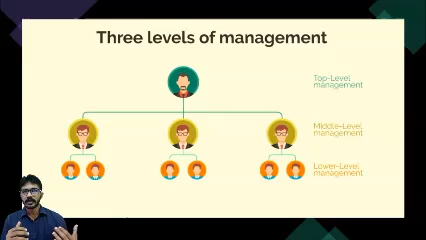 Three levels of management
Top-Level
management
Middle-Level
management
Lower-Level
management